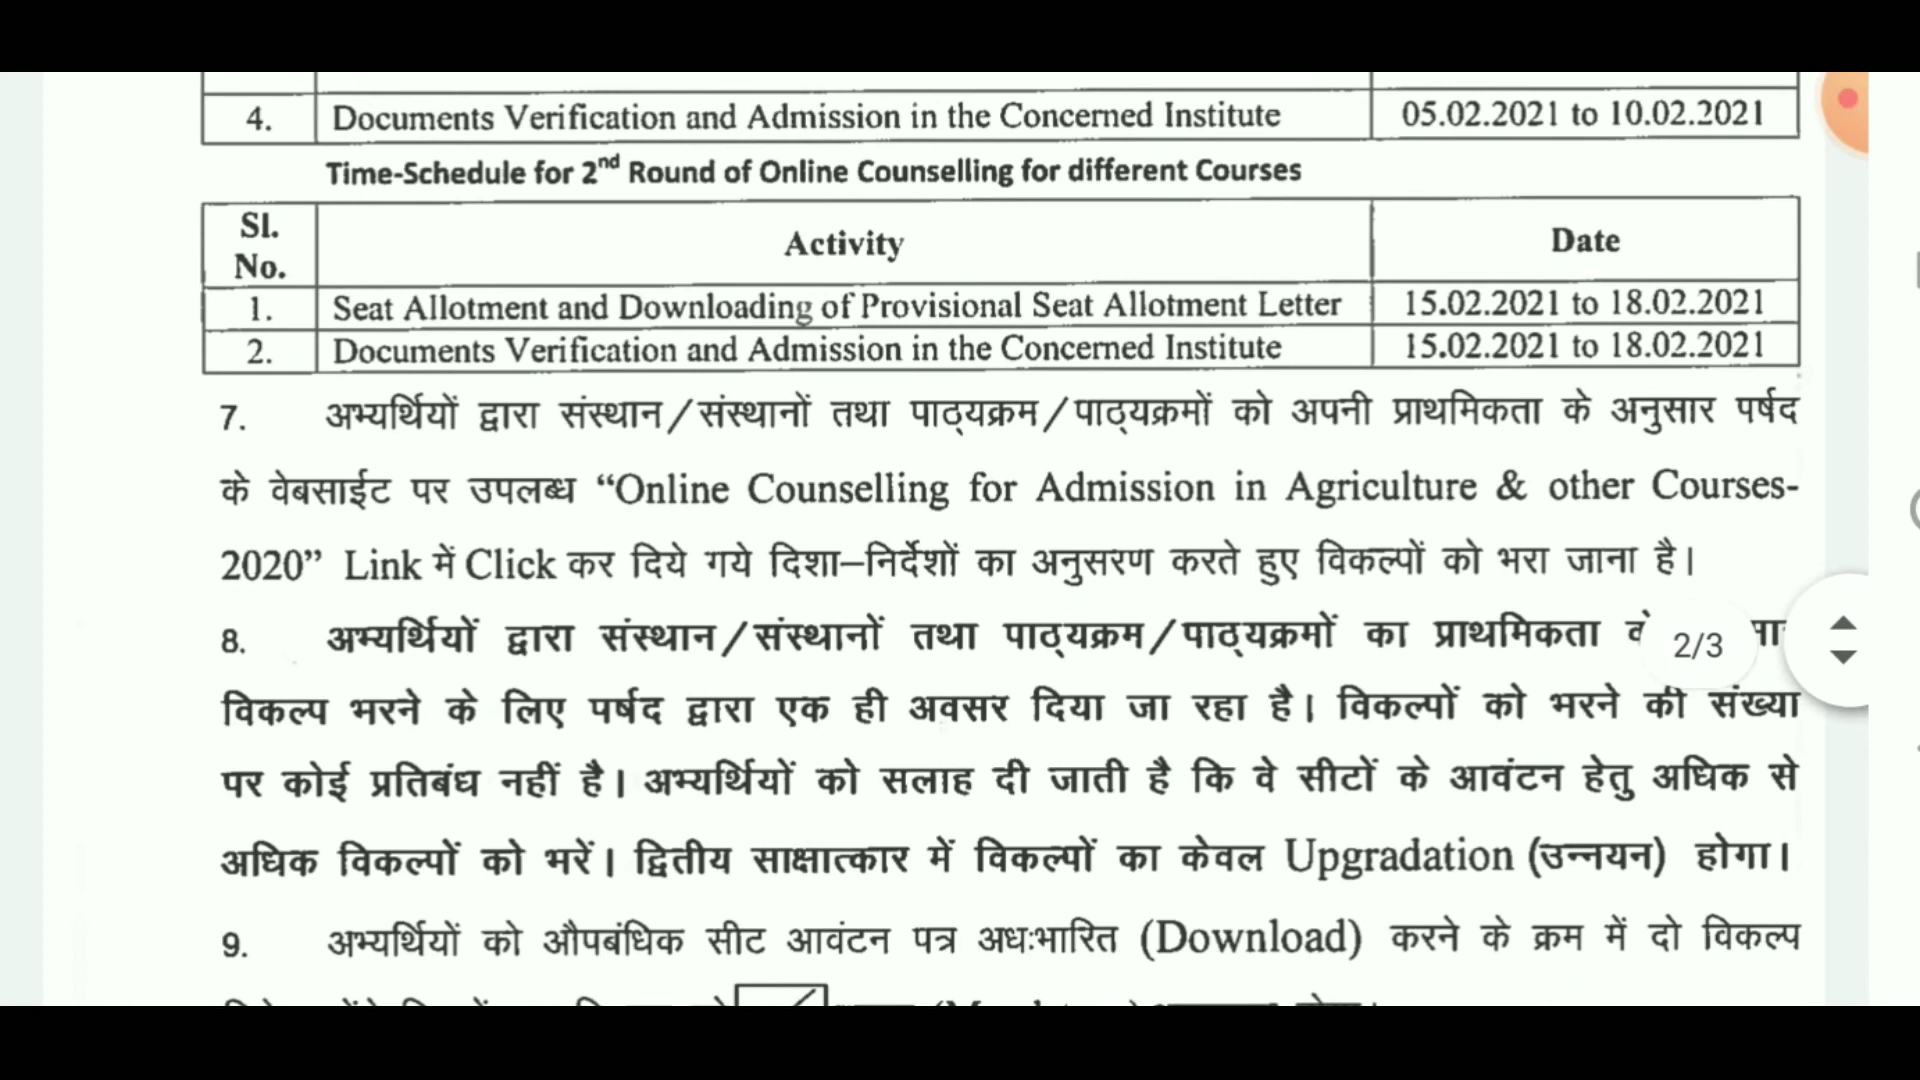 4. Documents Verification and Admission in the Concerned Institute 05.02.2021 to 10.02.2021
Time-Schedule for 2nd Round of Online Counselling for different Courses
Sl. No. Activity Date
1. Seat Allotment and Downloading of Provisional Seat Allotment Letter 15.02.2021 to 18.02.2021
2. Documents Verification and Admission in the Concerned Institute 15.02.2021 to 18.02.2021
7. अभ्यर्थियों द्वारा संस्थान/संस्थानों तथा पाठ्यक्रम/पाठ्यक्रमों को अपनी प्राथमिकता के अनुसार पर्षद
के वेबसाईट पर उपलब्ध “Online Counselling for Admission in Agriculture & other Courses-
2020” Link में Click कर दिये गये दिशा–निर्देशों का अनुसरण करते हुए विकल्पों को भरा जाना है।
8. अभ्यर्थियों द्वारा संस्थान/संस्थानों तथा पाठ्यक्रम/पाठ्यक्रमों का प्राथमिकता
2/3
विकल्प भरने के लिए पर्षद द्वारा एक ही अवसर दिया जा रहा है। विकल्पों को भरने की संख्या
पर कोई प्रतिबंध नहीं है। अभ्यर्थियों को सलाह दी जाती है कि वे सीटों के आवंटन हेतु अधिक से
अधिक विकल्पों को भरें। द्वितीय साक्षात्कार में विकल्पों का केवल Upgradation (उन्नयन) होगा।
9. अभ्यर्थियों को औपबंधिक सीट आवंटन पत्र अधःभारित (Download) करने के क्रम में दो विकल्प